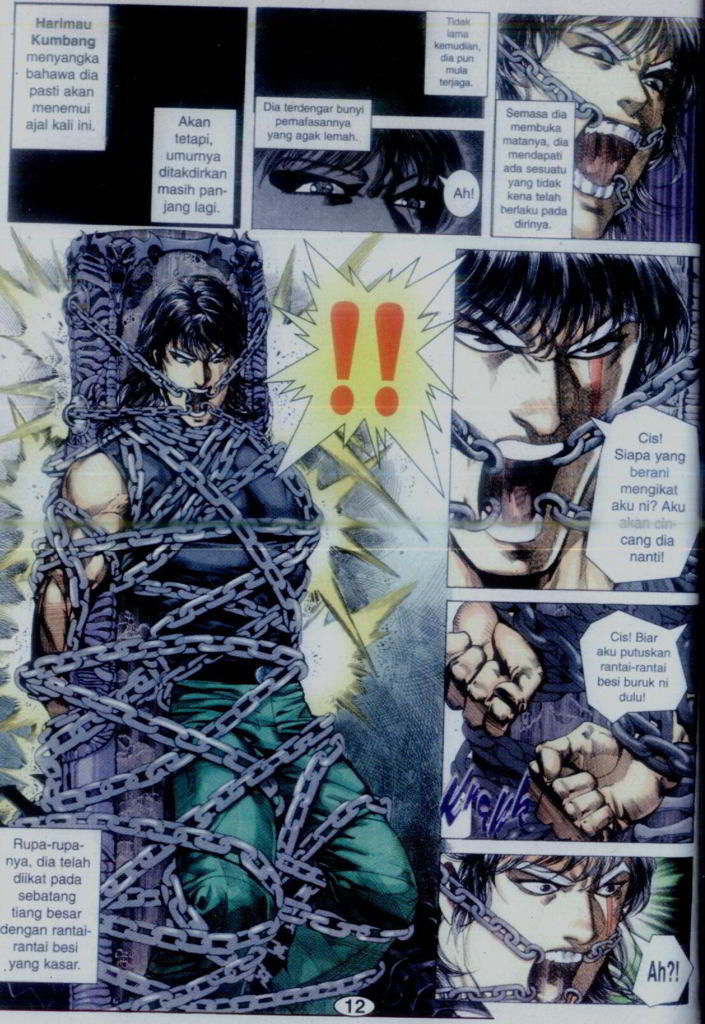 Harimau
Kumbang
menyangka
bahawa dia
pasti akan
menemui
ajal kali ini.
Akan
tetapi,
umurnya
ditakdirkan
masih pan-
jang lagi.
Tidak
lama
kemudian,
dia pun
mula
terjaga.
Dia terdengar bunyi
pemafasannya
yang agak lemah.
Ah!
Semasa dia
membuka
matanya, dia
mendapati
ada sesuatu
yang tidak
kena telah
berlaku pada
dirinya.
!!
Cis!
Siapa yang
berani
mengikat
aku ni? Aku
akan cin-
cang dia
nanti!
Cis! Biar
aku putuskan
rantai-rantai
besi buruk ni
dulu!
Rupa-rupa-
nya, dia telah
diikat pada
sebatang
tiang besar
dengan rantai-
rantai besi
yang kasar.
Ah?!
12